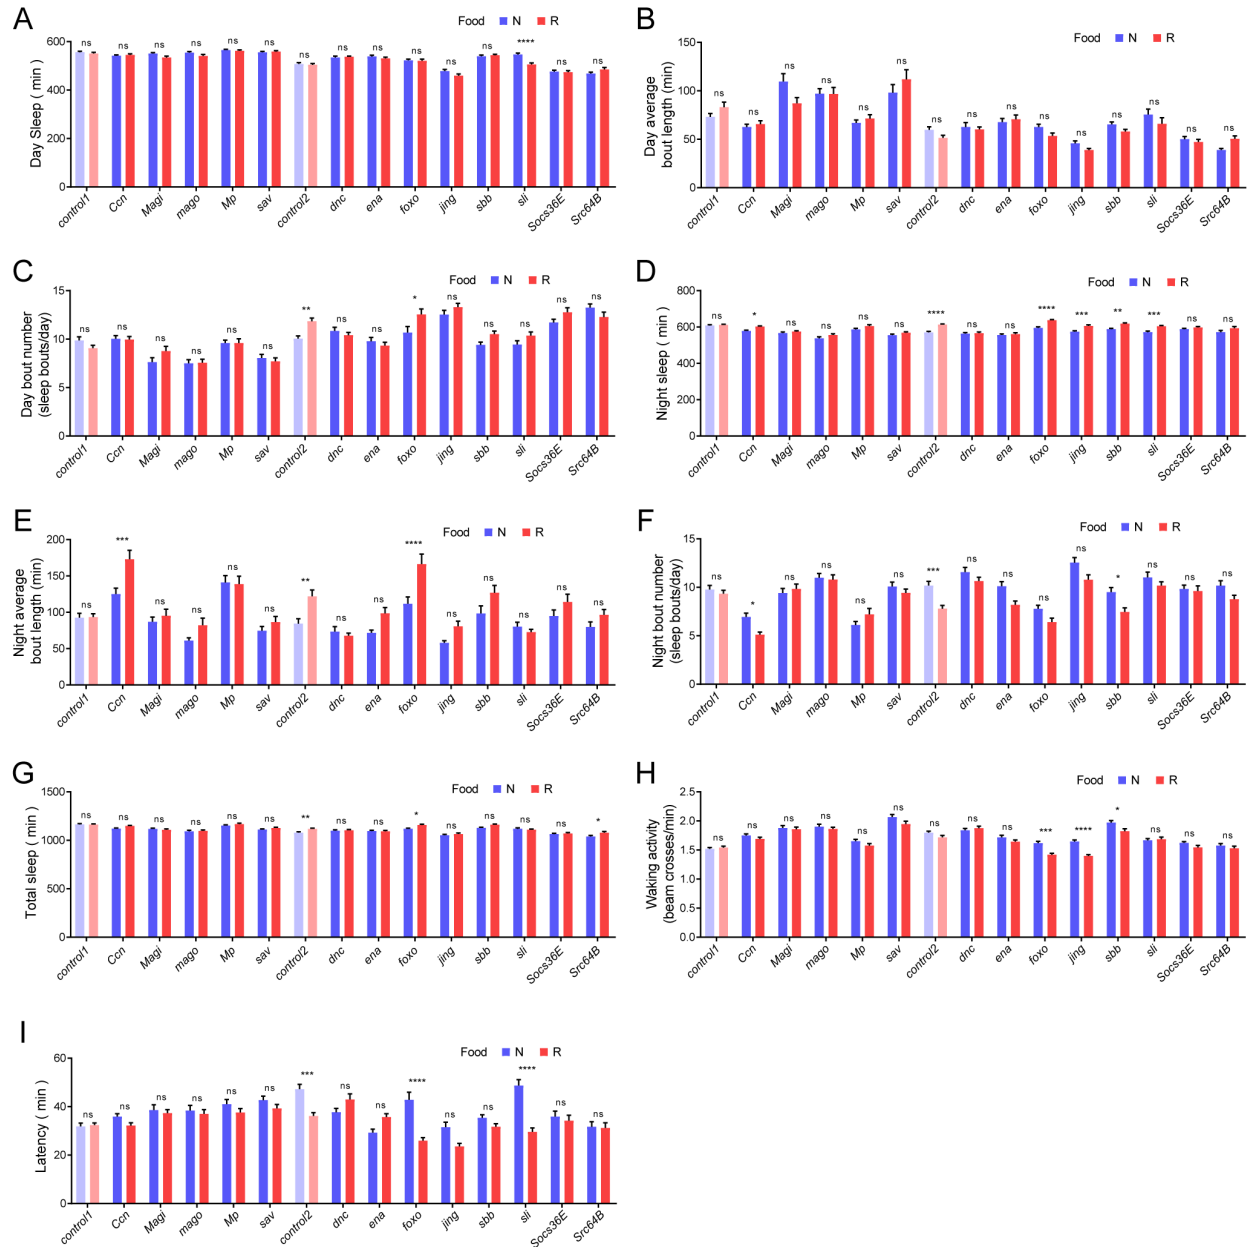 A
Food N R
Day Sleep ( min )
600
400
200
0
ns ns ns ns ns ns ns ns ns ns ns ns **** ns ns
control1 Ccn Magi mago Mp sav control2 dnc ena foxo jing sbb sli Socs36E Src64B
B
Food N R
Day average
bout length (min)
150
100
50
0
ns ns ns ns ns ns ns ns ns ns ns ns ns ns ns
control1 Ccn Magi mago Mp sav control2 dnc ena foxo jing sbb sli Socs36E Src64B
C
Food N R
Day bout number
(sleep bouts/day)
15
10
5
0
ns ns ns ns ns ns ** ns ns * ns ns ns ns ns
control1 Ccn Magi mago Mp sav control2 dnc ena foxo jing sbb sli Socs36E Src64B
D
Food N R
Night sleep ( min )
800
600
400
200
0
ns * ns ns ns ns **** ns ns **** *** ** *** ns ns
control1 Ccn Magi mago Mp sav control2 dnc ena foxo jing sbb sli Socs36E Src64B
E
Food N R
Night average
bout length (min)
200
150
100
50
0
ns *** ns ns ns ns ** ns ns **** ns ns ns ns ns
control1 Ccn Magi mago Mp sav control2 dnc ena foxo jing sbb sli Socs36E Src64B
F
Food N R
Night bout number
(sleep bouts/day)
15
10
5
0
ns * ns ns ns ns *** ns ns ns ns * ns ns ns
control1 Ccn Magi mago Mp sav control2 dnc ena foxo jing sbb sli Socs36E Src64B
G
Food N R
Total sleep ( min )
1500
1000
500
0
ns ns ns ns ns ns ** ns ns * ns ns ns ns *
control1 Ccn Magi mago Mp sav control2 dnc ena foxo jing sbb sli Socs36E Src64B
H
Food N R
Waking activity
(beam crosses/min)
2.5
2.0
1.5
1.0
0.5
0.0
ns ns ns ns ns ns ns ns ns *** **** * ns ns ns
control1 Ccn Magi mago Mp sav control2 dnc ena foxo jing sbb sli Socs36E Src64B
I
Food N R
Latency ( min )
60
40
20
0
ns ns ns ns ns ns *** ns ns **** ns ns **** ns ns
control1 Ccn Magi mago Mp sav control2 dnc ena foxo jing sbb sli Socs36E Src64B